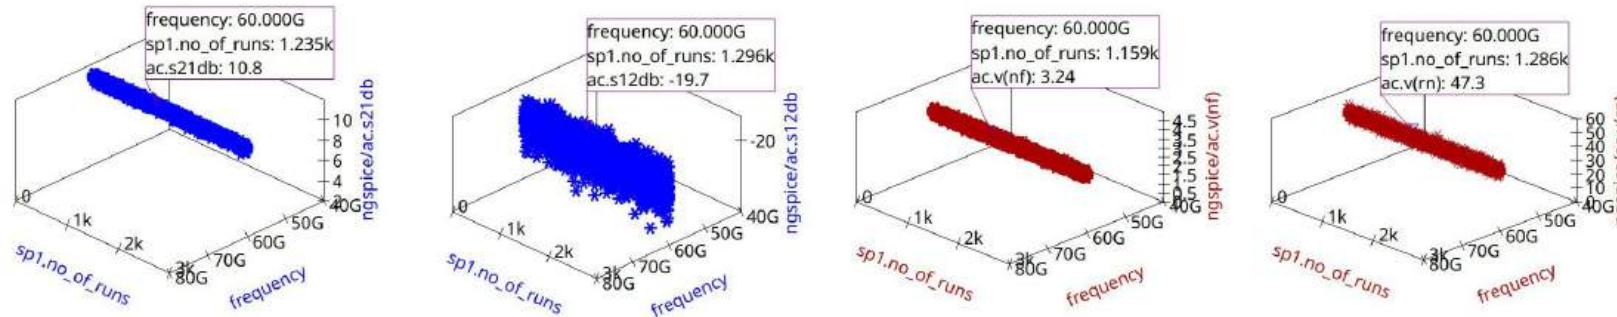 frequency: 60.000G
sp1.no_of_runs: 1.235k
ac.s21db: 10.8
10
8
6
4
2
ngspice/ac.s21db
0
1k
2k
3k
80G
70G
60G
50G
40G
sp1.no_of_runs
frequency
frequency: 60.000G
sp1.no_of_runs: 1.296k
ac.s12db: -19.7
-20
ngspice/ac.s12db
0
1k
2k
3k
80G
70G
60G
50G
40G
sp1.no_of_runs
frequency
frequency: 60.000G
sp1.no_of_runs: 1.159k
ac.v(nf): 3.24
4.5
3.5
2.5
1.5
0.5
ngspice/ac.v(nf)
0
1k
2k
3k
80G
70G
60G
50G
40G
sp1.no_of_runs
frequency
frequency: 60.000G
sp1.no_of_runs: 1.286k
ac.v(rn): 47.3
60
50
40
30
20
10
0
0
1k
2k
3k
80G
70G
60G
50G
40G
sp1.no_of_runs
frequency